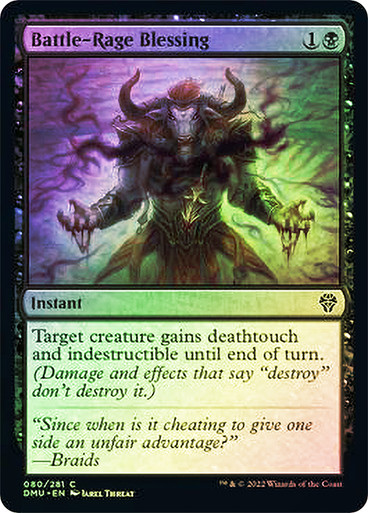 Battle-Rage Blessing 1
Instant
Target creature gains deathtouch
and indestructible until end of turn.
(Damage and effects that say “destroy”
don’t destroy it.)
“Since when is it cheating to give one
side an unfair advantage?”
—Braids
080/281 C
DMU • EN Jarel Threat
™ & © 2022 Wizards of the Coast